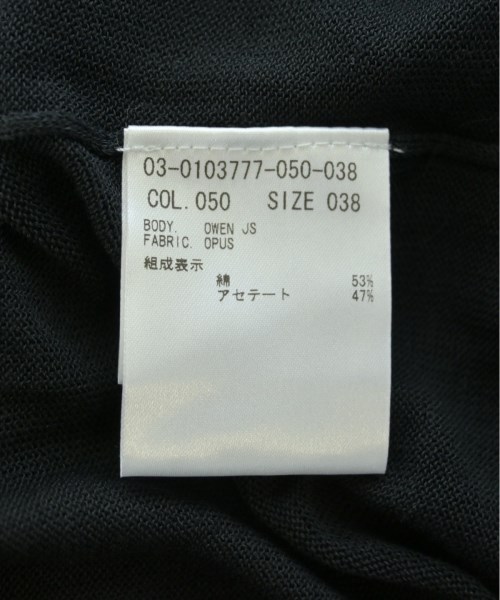 03-0103777-050-038
COL. 050 SIZE 038
BODY. OWEN JS
FABRIC. OPUS
組成表示
綿 53%
アセテート 47%